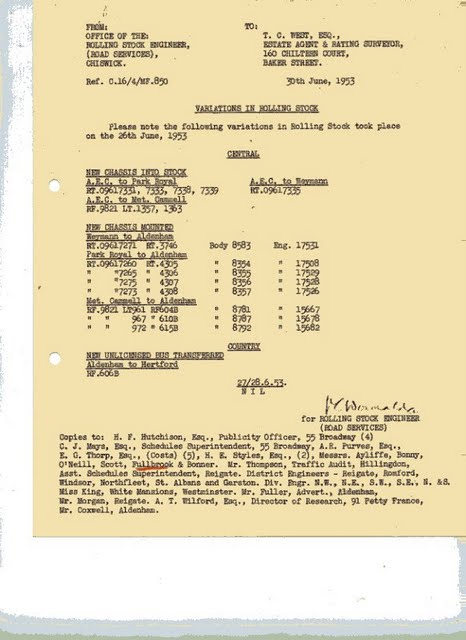 FROM: TO:
OFFICE OF THE: T. C. WEST, ESQ.,
ROLLING STOCK ENGINEER, ESTATE AGENT & RATING SURVEYOR,
(ROAD SERVICES), 160 CHILTERN COURT,
CHISWICK. BAKER STREET.
Ref. C.16/4/MF.850 30th June, 1953
VARIATIONS IN ROLLING STOCK
Please note the following variations in Rolling Stock took place
on the 26th June, 1953
CENTRAL
NEW CHASSIS INTO STOCK
A.E.C. to Park Royal A.E.C. to Weymann
RT.09617331, 7333, 7338, 7339 RT.09617335
A.E.C. to Met. Cammell
RF.9821 LT.1357, 1363
NEW CHASSIS MOUNTED
Weymann to Aldenham
RT.09617271 RT.3746 Body 8583 Eng. 17531
Park Royal to Aldenham
RT.09617260 RT.4305 " 8354 " 17508
" "7265 " 4306 " 8355 " 17529
" "7275 " 4307 " 8356 " 17528
" "7273 " 4308 " 8357 " 17526
Met. Cammell to Aldenham
RF.9821 LT961 RF604B " 8781 " 15667
" " 967 " 610B " 8787 " 15678
" " 972 " 615B " 8792 " 15682
COUNTRY
NEW UNLICENSED BUS TRANSFERRED
Aldenham to Hertford
RF.606B
27/28.6.53.
N I L
for ROLLING STOCK ENGINEER
(ROAD SERVICES)
Copies to: H. F. Hutchison, Esq., Publicity Officer, 55 Broadway (4)
C. J. Mays, Esq., Schedules Superintendent, 55 Broadway, A.R. Purves, Esq.,
E. G. Thorp, Esq., (Costs) (5), H. E. Styles, Esq., (2), Messrs. Ayliffe, Bonny
O'Neill, Scott, Fullbrook & Bonner. Mr. Thompson, Traffic Audit, Hillingdon,
Asst. Schedules Superintendent, Reigate. District Engineers - Reigate, Romford,
Windsor, Northfleet, St. Albans and Garston. Div. Engr. N.W., N.E., S.W., S.E., N. &S.
Miss King, White Mansions, Westminster. Mr. Fuller, Advert., Aldenham,
Mr. Morgan, Reigate. A. T. Wilford, Esq., Director of Research, 91 Petty France,
Mr. Coxwell, Aldenham.